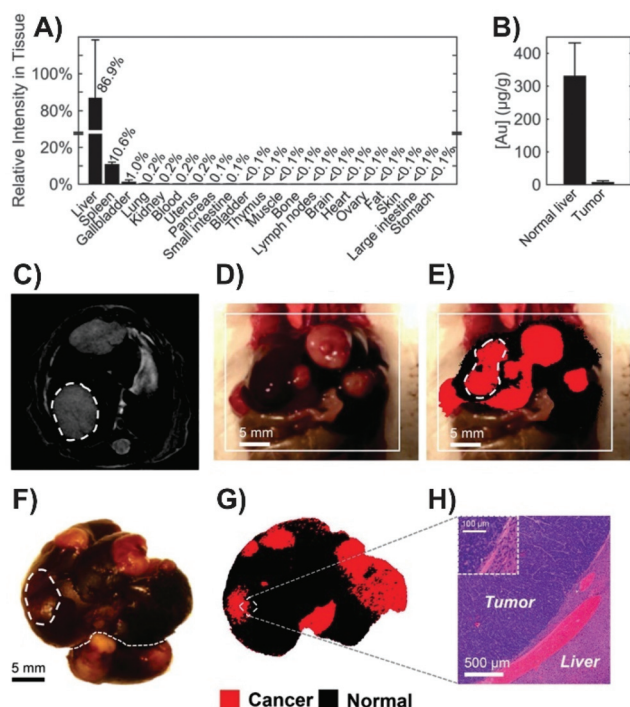 A)
B)
Relative Intensity in Tissue
100%
80%
20%
0%
86.9%
10.6%
1.0%
0.2%
0.2%
0.2%
0.2%
0.1%
0.1%
<0.1%
<0.1%
<0.1%
<0.1%
<0.1%
<0.1%
<0.1%
<0.1%
<0.1%
<0.1%
<0.1%
<0.1%
Liver
Spleen
Gallbladder
Lung
Kidney
Blood
Uterus
Pancreas
Small intestine
Bladder
Thymus
Muscle
Bone
Lymph nodes
Brain
Heart
Ovary
Fat
Skin
Large intestine
Stomach
[Au] (µg/g)
400
300
200
100
0
Normal liver
Tumor
C)
D)
E)
5 mm
5 mm
F)
G)
H)
5 mm
100 µm
Tumor
500 µm
Liver
Cancer
Normal